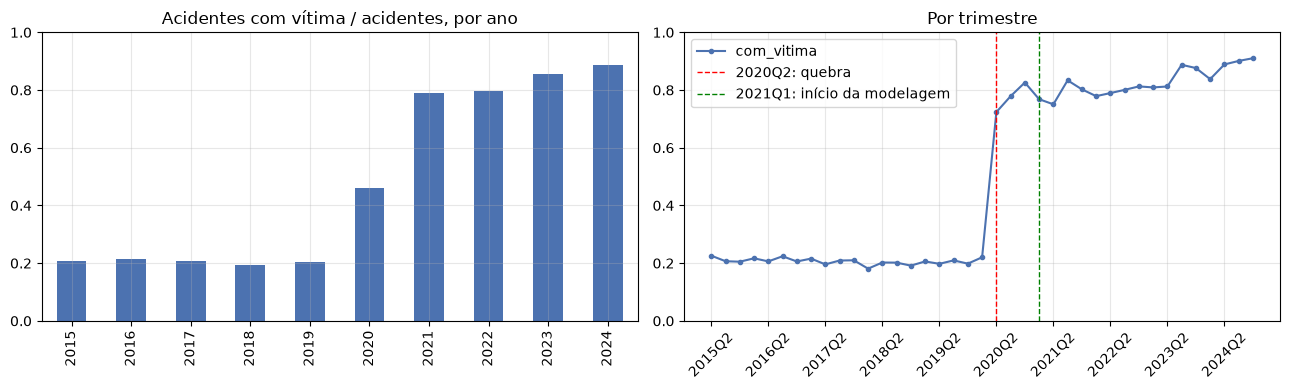 Acidentes com vítima / acidentes, por ano
1.0
0.8
0.6
0.4
0.2
0.0
2015
2016
2017
2018
2019
2020
2021
2022
2023
2024
Por trimestre
com_vitima
2020Q2: quebra
2021Q1: início da modelagem
1.0
0.8
0.6
0.4
0.2
0.0
2015Q2
2016Q2
2017Q2
2018Q2
2019Q2
2020Q2
2021Q2
2022Q2
2023Q2
2024Q2